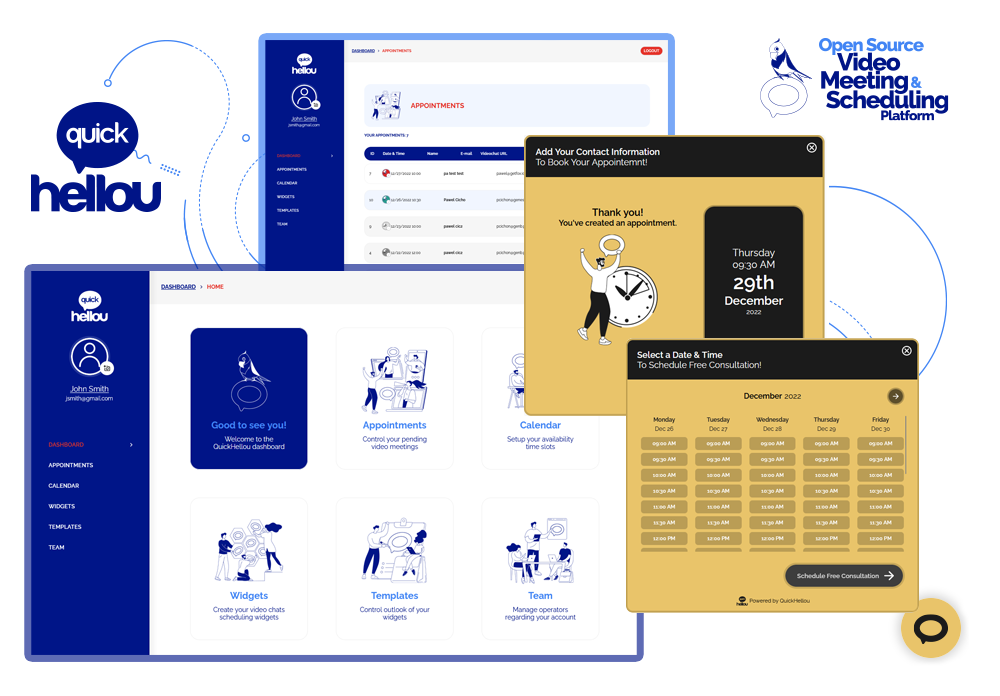 quick
hellou
Open Source
Video
Meeting &
Scheduling
Platform
quick
hellou
John Smith
jsmith@gmail.com
DASHBOARD
APPOINTMENTS
CALENDAR
WIDGETS
TEMPLATES
TEAM
DASHBOARD > APPOINTMENTS
LOGOUT
APPOINTMENTS
YOUR APPOINTMENTS: 7
ID Date & Time Name E-mail Videochat URL
12/27/2022 10:00 pa test test
12/26/2022 10:30 Paweł Cicho
12/23/2022 10:00 pawel cicz
12/12/2022 10:00 pawel cicz
Add Your Contact Information
To Book Your Appointemnt!
Thank you!
You've created an appointment.
Thursday
09:30 AM
29th
December
2022
quick
hellou
John Smith
jsmith@gmail.com
DASHBOARD >
APPOINTMENTS
CALENDAR
WIDGETS
TEMPLATES
TEAM
DASHBOARD > HOME
Good to see you!
Welcome to the
QuickHellou dashboard
Appointments
Control your pending
video meetings
Calendar
Setup your availability
time slots
Widgets
Create your video chats
scheduling widgets
Templates
Control outlook of your
widgets
Team
Manage operators
regarding your account
Select a Date & Time
To Schedule Free Consultation!
December 2022
Monday Tuesday Wednesday Thursday Friday
Dec 26 Dec 27 Dec 28 Dec 29 Dec 30
09:00 AM 09:00 AM 09:00 AM 09:00 AM 09:00 AM
09:30 AM 09:30 AM 09:30 AM 09:30 AM 09:30 AM
10:00 AM 10:00 AM 10:00 AM 10:00 AM 10:00 AM
10:30 AM 10:30 AM 10:30 AM 10:30 AM 10:30 AM
11:00 AM 11:00 AM 11:00 AM 11:00 AM 11:00 AM
11:30 AM 11:30 AM 11:30 AM 11:30 AM 11:30 AM
12:00 PM 12:00 PM 12:00 PM 12:00 PM 12:00 PM
Schedule Free Consultation
hellou Powered by QuickHellou